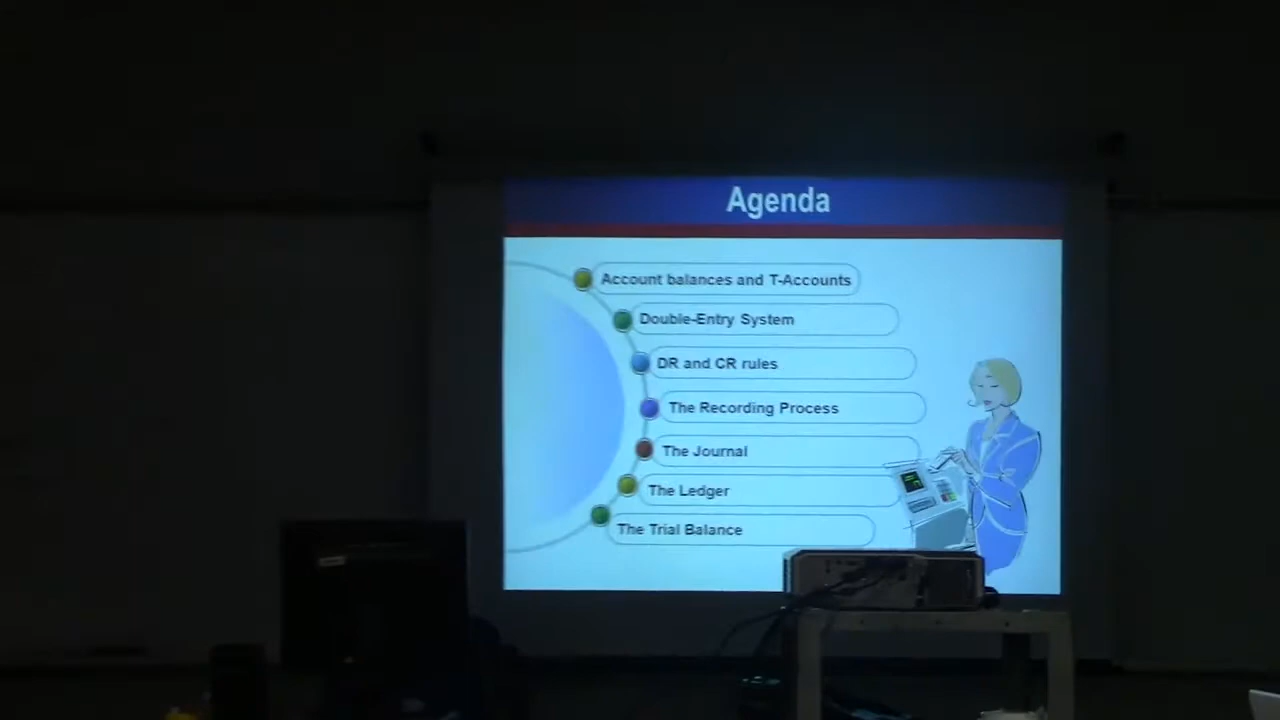 Agenda
Account balances and T-Accounts
Double-Entry System
DR and CR rules
The Recording Process
The Journal
The Ledger
The Trial Balance